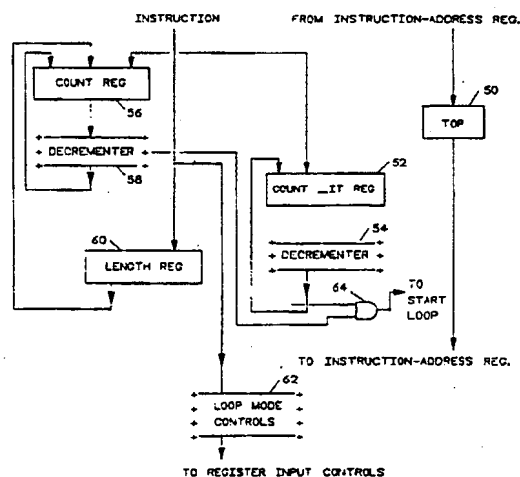 INSTRUCTION
FROM INSTRUCTION-ADDRESS REG.
COUNT REG
56
50
TOP
DECREMENTER
58
52
COUNT _IT REG
60
LENGTH REG
54
DECREMENTER
64
TO
START
LOOP
TO INSTRUCTION-ADDRESS REG.
62
LOOP MODE
CONTROLS
TO REGISTER INPUT CONTROLS